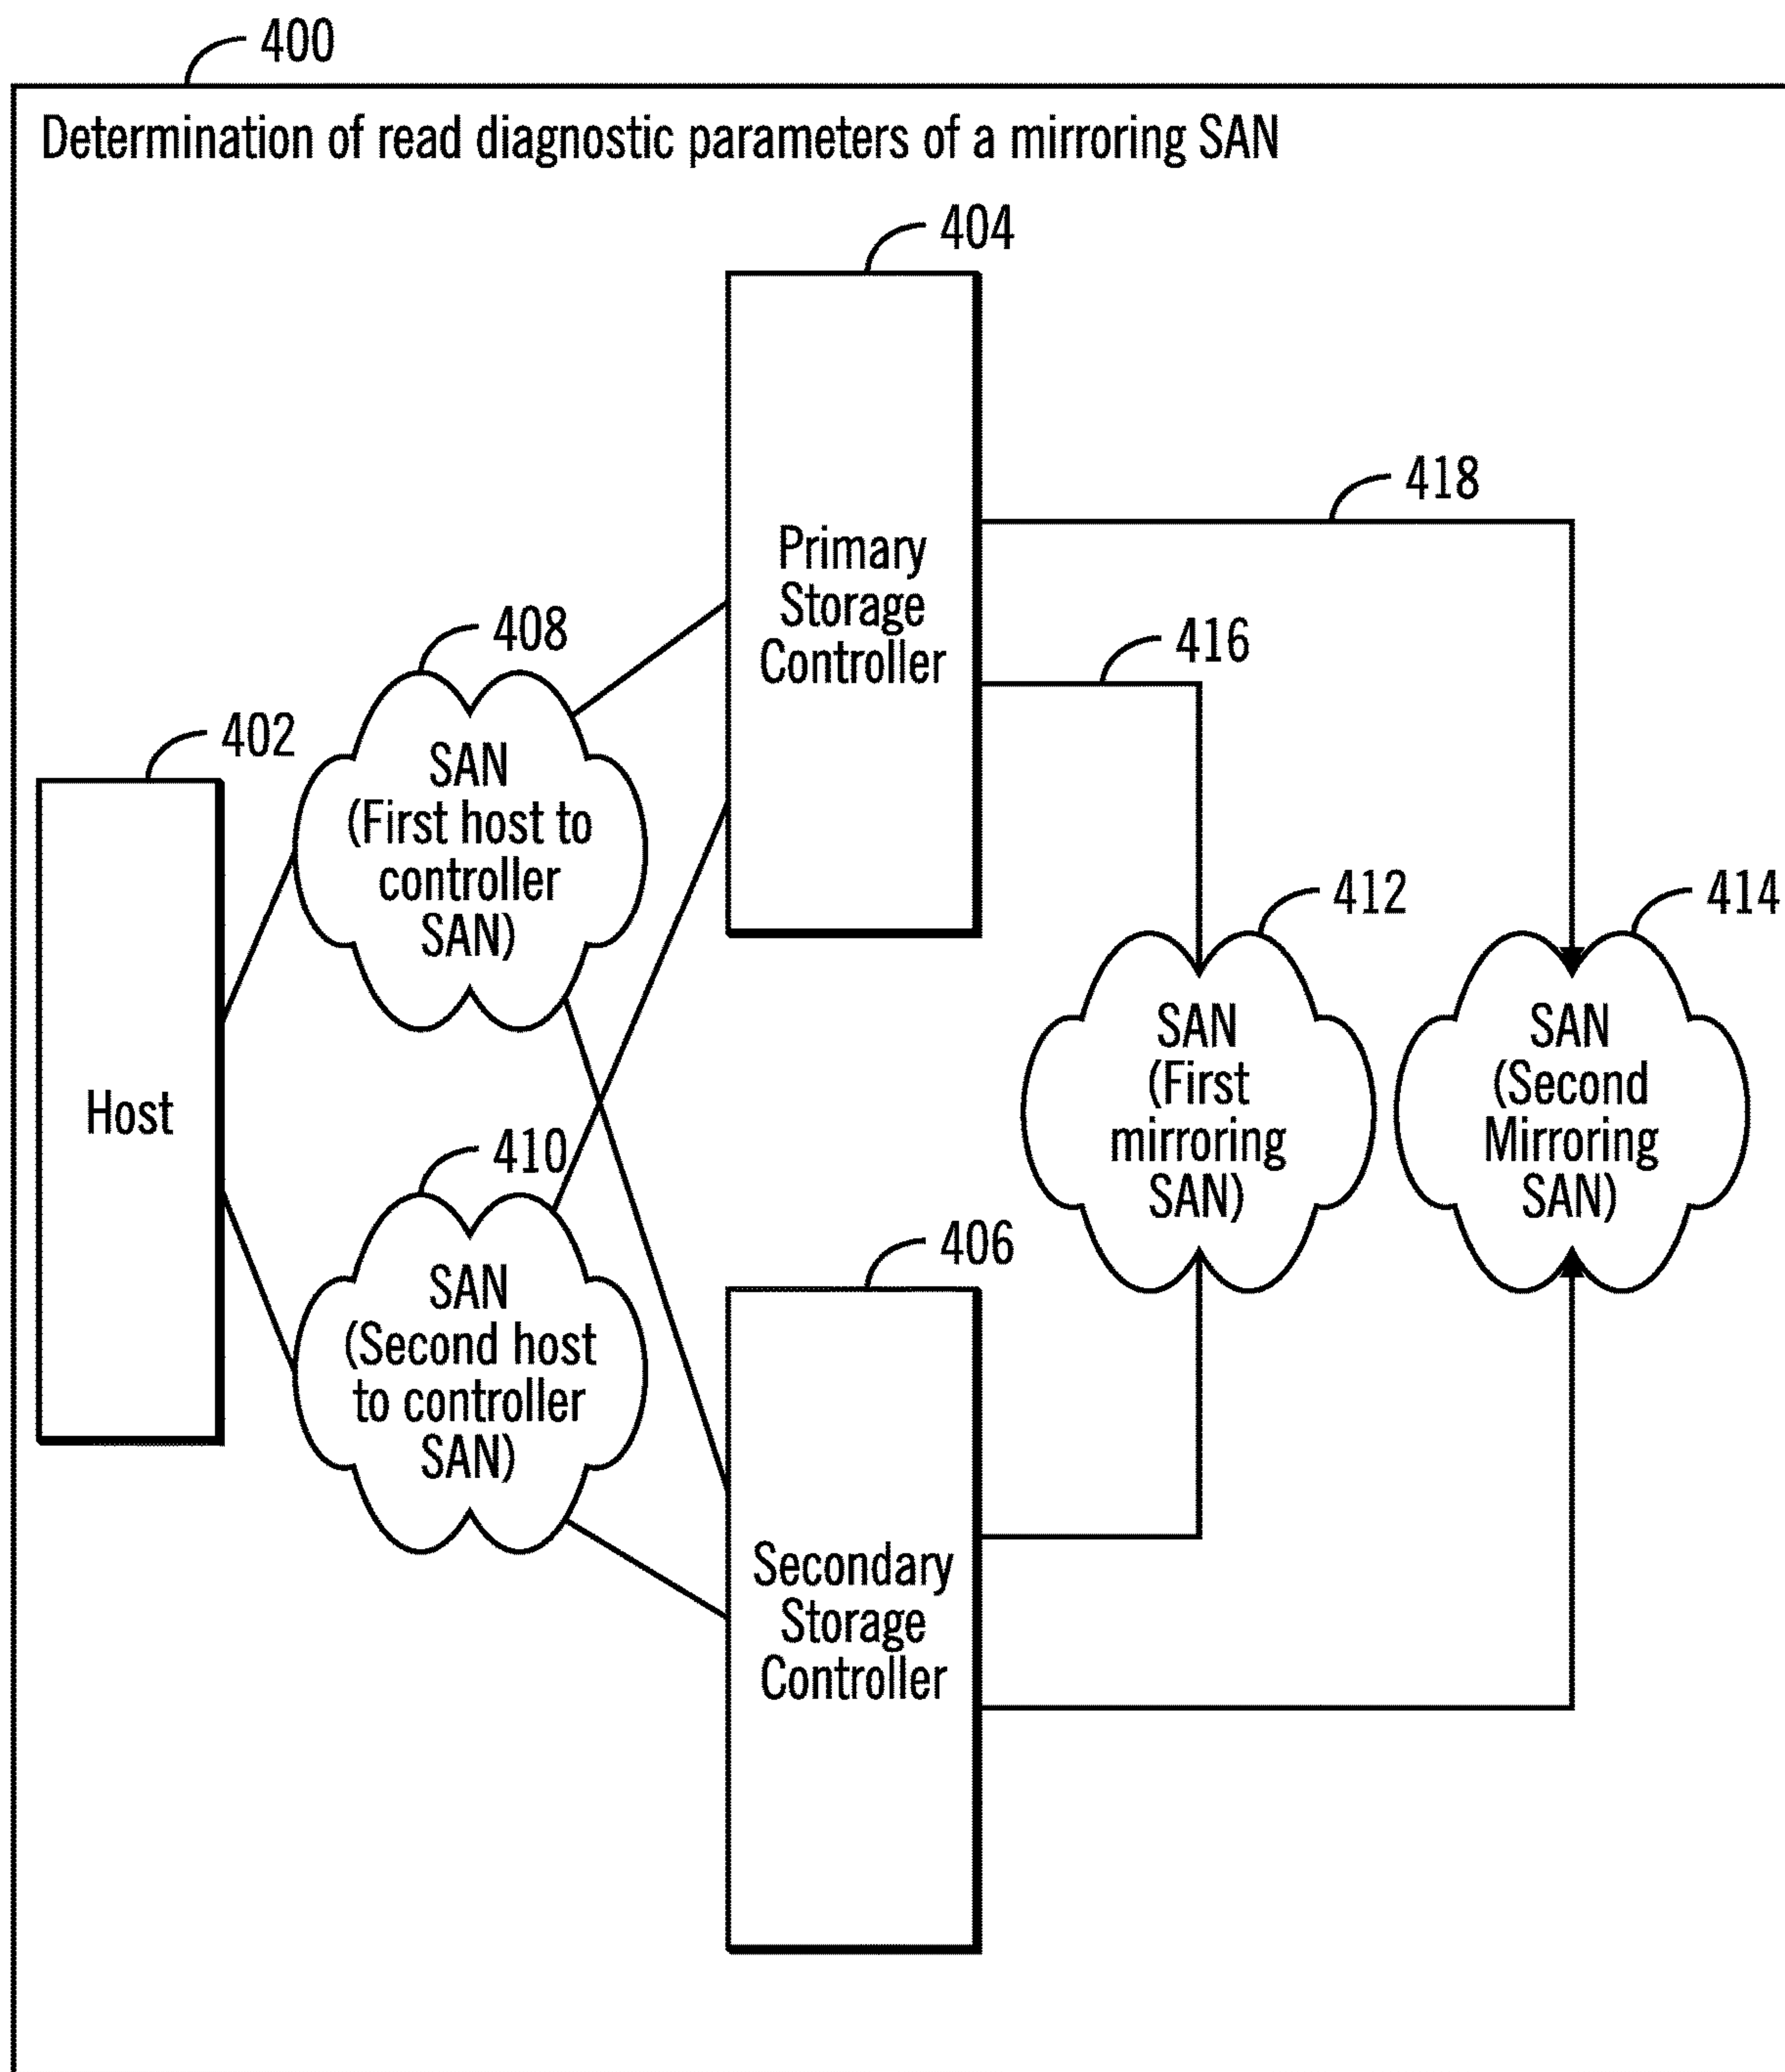 400
Determination of read diagnostic parameters of a mirroring SAN
404
Primary
Storage
Controller
418
416
408
SAN
(First host to
controller
SAN)
402
Host
412
SAN
(First
mirroring
SAN)
414
SAN
(Second
Mirroring
SAN)
410
SAN
(Second host
to controller
SAN)
406
Secondary
Storage
Controller